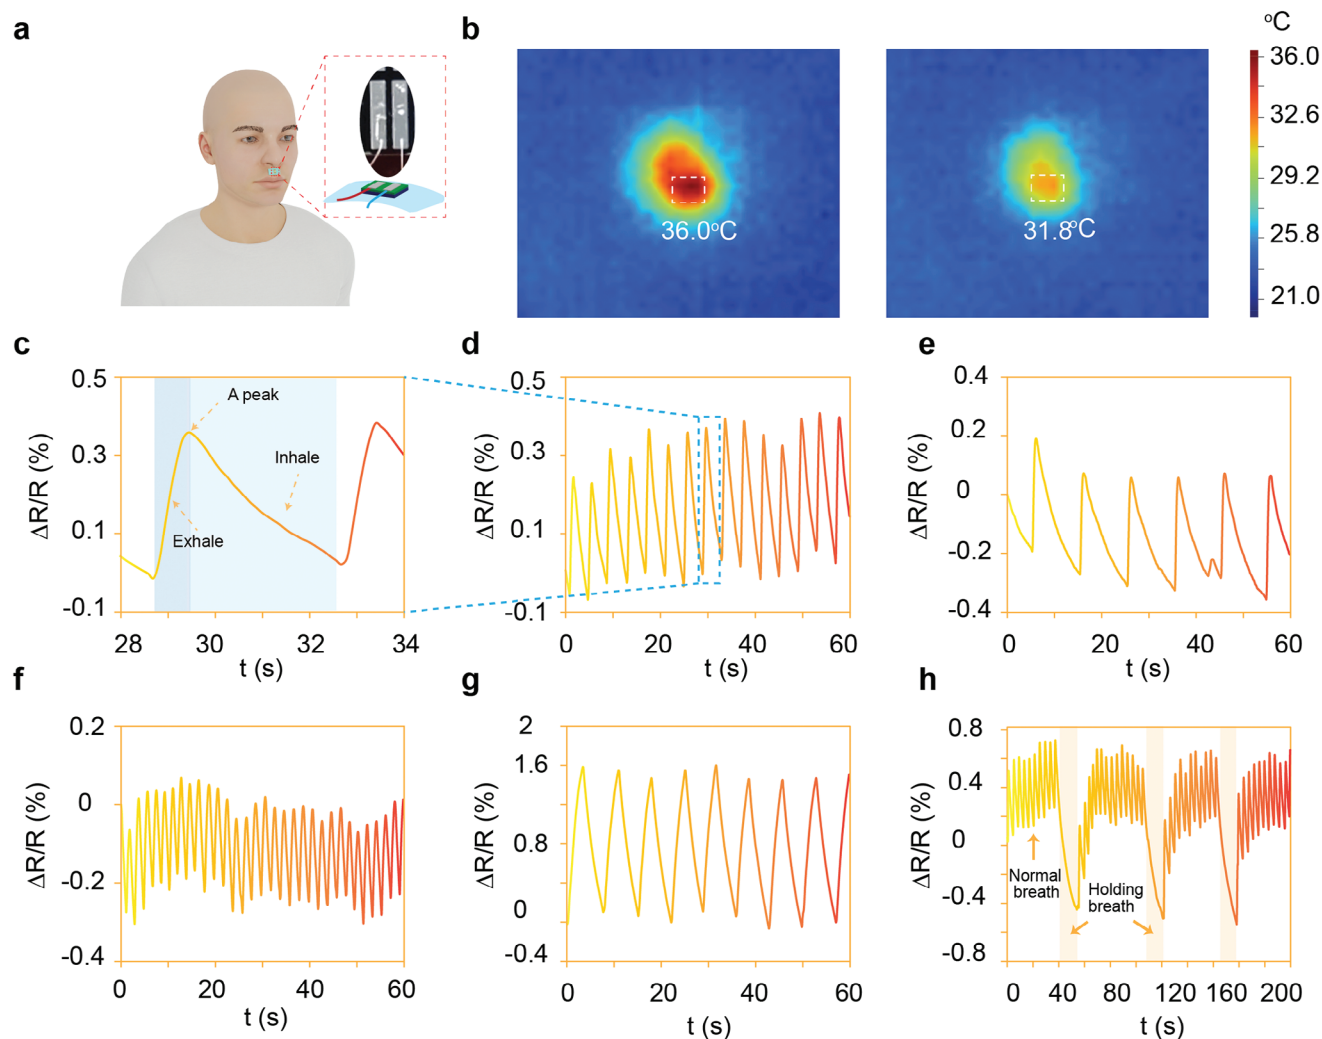 a
b
°C
36.0
32.6
29.2
25.8
21.0
36.0°C
31.8°C
c
0.5
0.3
0.1
-0.1
ΔR/R (%)
A peak
Inhale
Exhale
28
30
32
34
t (s)
d
0.5
0.3
0.1
-0.1
ΔR/R (%)
0
20
40
60
t (s)
e
0.4
0.2
0
-0.2
-0.4
ΔR/R (%)
0
20
40
60
t (s)
f
0.2
0
-0.2
-0.4
ΔR/R (%)
0
20
40
60
t (s)
g
2
1.6
0.8
0
-0.4
ΔR/R (%)
0
20
40
60
t (s)
h
0.8
0.4
0
-0.4
-0.8
ΔR/R (%)
Normal
breath
Holding
breath
0
40
80
120
160
200
t (s)